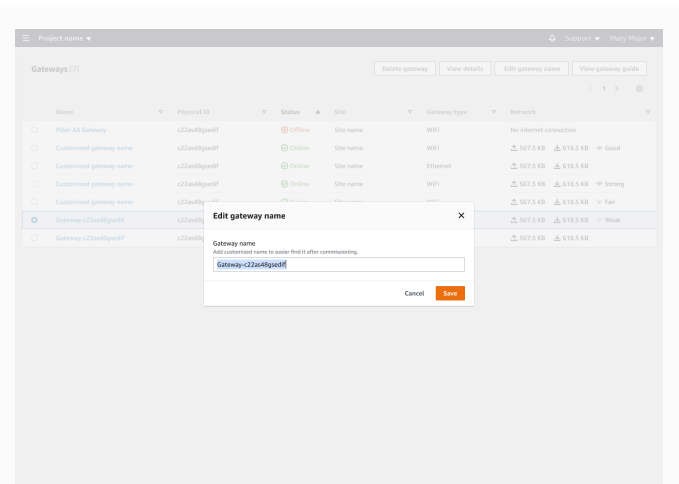 Project name
Support Mary Major
Gateways (7)
Delete gateway View details Edit gateway name View gateway guide
1
Name Physical ID Status Site Gateway type Network
Pillar A4 Gateway c22as48gsedif Offline Site name WiFi No internet connection
Customized gateway name c22as48gsedif Online Site name WiFi 567.5 KB 618.5 KB Good
Customized gateway name c22as48gsedif Online Site name Ethernet 567.5 KB 618.5 KB
Customized gateway name c22as48gsedif Online Site name WiFi 567.5 KB 618.5 KB Strong
Customized gateway name 567.5 KB 618.5 KB Fair
Gateway-c22as48gsedif 567.5 KB 618.5 KB Weak
Gateway-c22as48gsedif 567.5 KB 618.5 KB
Edit gateway name
Gateway name
Add customized name to easier find it after commissioning.
Gateway-c22as48gsedif
Cancel Save